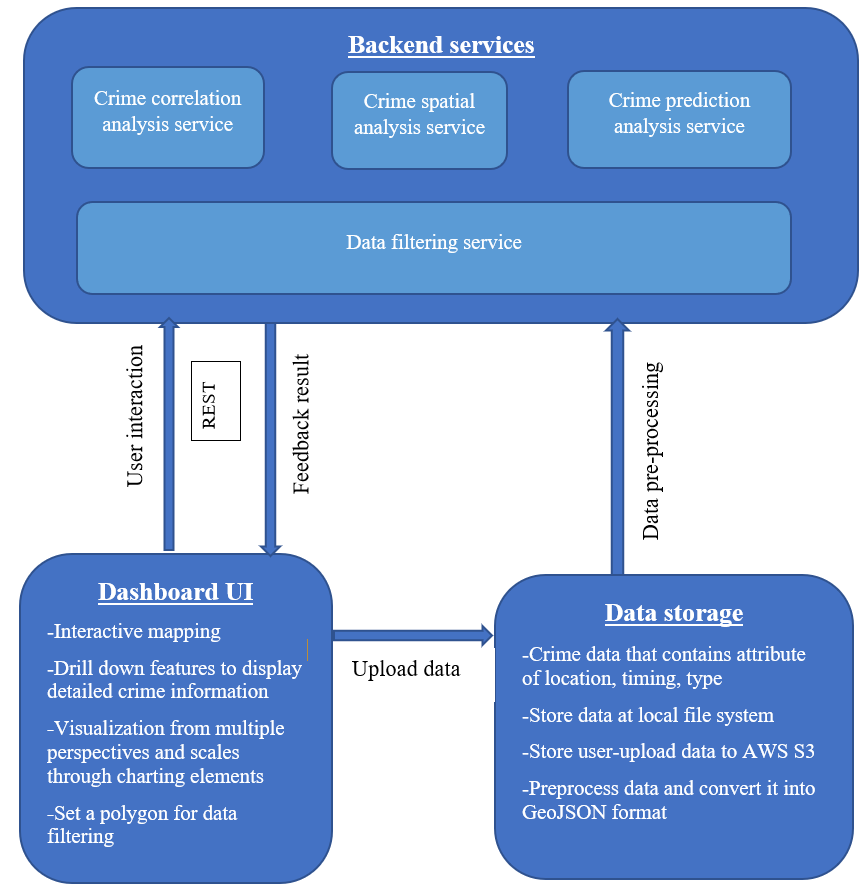 Backend services
Crime correlation
analysis service
Crime spatial
analysis service
Crime prediction
analysis service
Data filtering service
User interaction
REST
Feedback result
Data pre-processing
Dashboard UI
-Interactive mapping
-Drill down features to display
detailed crime information
-Visualization from multiple
perspectives and scales
through charting elements
-Set a polygon for data
filtering
Upload data
Data storage
-Crime data that contains attribute
of location, timing, type
-Store data at local file system
-Store user-upload data to AWS S3
-Preprocess data and convert it into
GeoJSON format